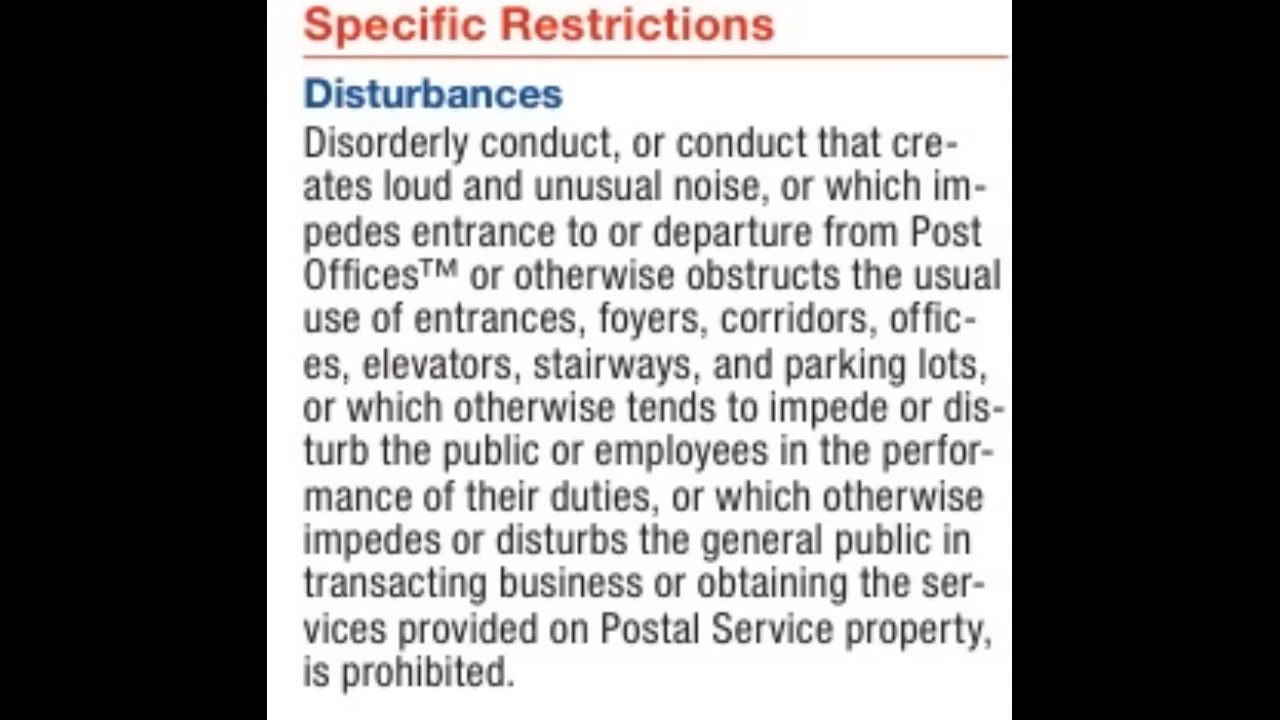 Specific Restrictions
Disturbances
Disorderly conduct, or conduct that cre-
ates loud and unusual noise, or which im-
pedes entrance to or departure from Post
Offices™ or otherwise obstructs the usual
use of entrances, foyers, corridors, offic-
es, elevators, stairways, and parking lots,
or which otherwise tends to impede or dis-
turb the public or employees in the perfor-
mance of their duties, or which otherwise
impedes or disturbs the general public in
transacting business or obtaining the ser-
vices provided on Postal Service property,
is prohibited.